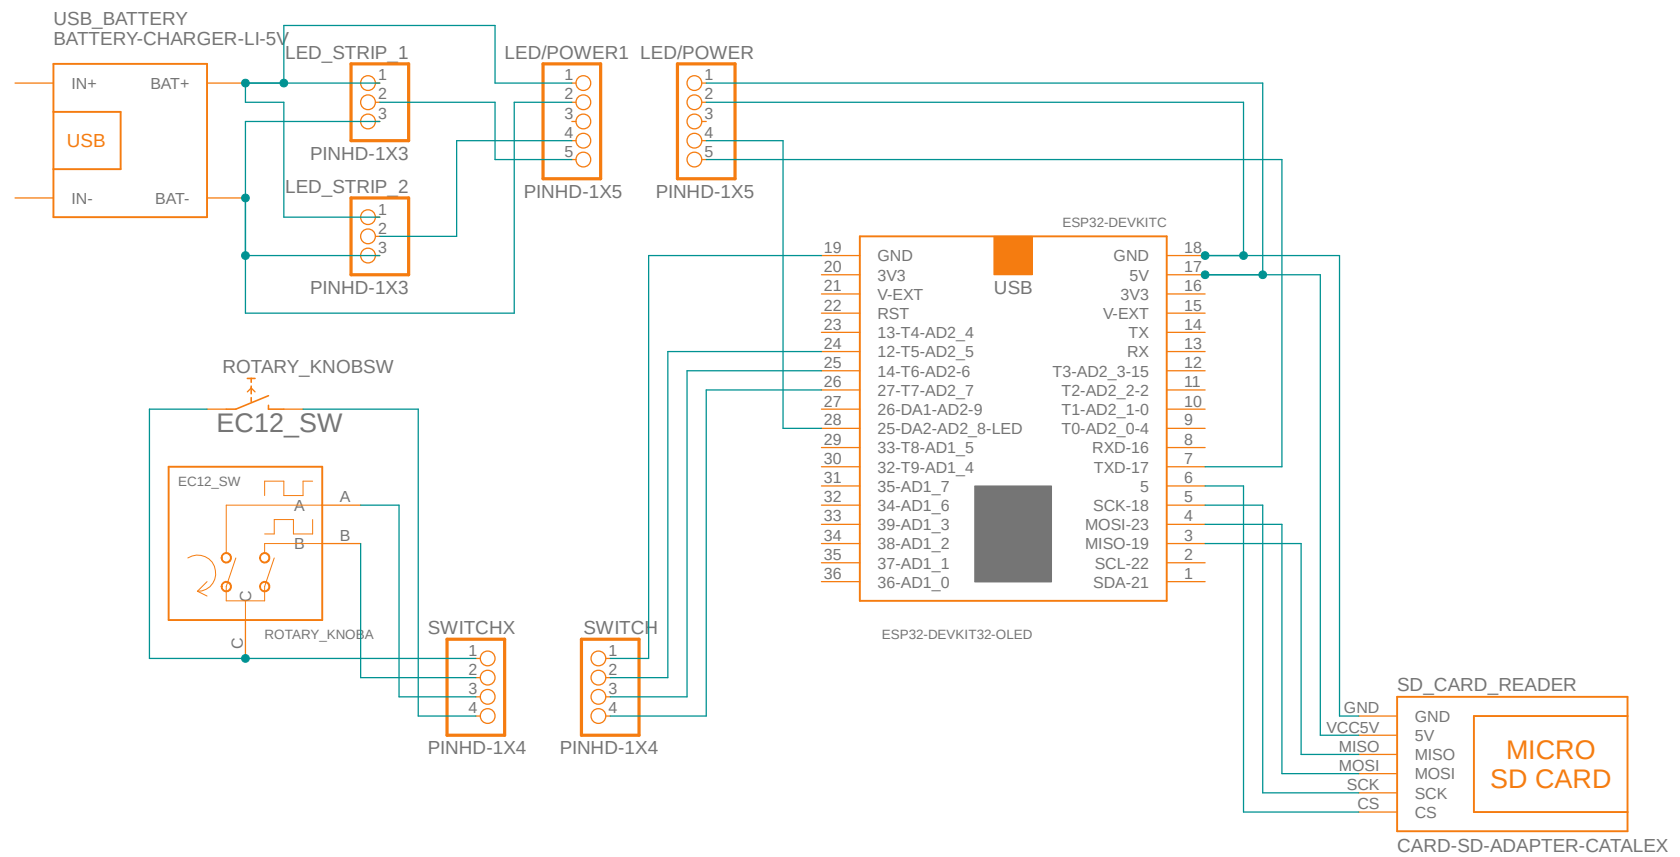 USB_BATTERY
BATTERY-CHARGER-LI-5V
IN+ BAT+
USB
IN- BAT-
LED_STRIP_1
1
2
3
PINHD-1X3
LED_STRIP_2
1
2
3
PINHD-1X3
LED/POWER1
1
2
3
4
5
PINHD-1X5
LED/POWER
1
2
3
4
5
PINHD-1X5
ROTARY_KNOBSW
EC12_SW
EC12_SW
A A
B B
C
C
ROTARY_KNOBA
SWITCHX
1
2
3
4
PINHD-1X4
SWITCH
1
2
3
4
PINHD-1X4
ESP32-DEVKITC
USB
19 GND GND 18
20 3V3 5V 17
21 V-EXT 3V3 16
22 RST V-EXT 15
23 13-T4-AD2_4 TX 14
24 12-T5-AD2_5 RX 13
25 14-T6-AD2-6 T3-AD2_3-15 12
26 27-T7-AD2_7 T2-AD2_2-2 11
27 26-DA1-AD2-9 T1-AD2_1-0 10
28 25-DA2-AD2_8-LED T0-AD2_0-4 9
29 33-T8-AD1_5 RXD-16 8
30 32-T9-AD1_4 TXD-17 7
31 35-AD1_7 5 6
32 34-AD1_6 SCK-18 5
33 39-AD1_3 MOSI-23 4
34 38-AD1_2 MISO-19 3
35 37-AD1_1 SCL-22 2
36 36-AD1_0 SDA-21 1
ESP32-DEVKIT32-OLED
SD_CARD_READER
GND GND
VCC5V 5V
MISO MISO
MOSI MOSI
SCK SCK
CS CS
MICRO
SD CARD
CARD-SD-ADAPTER-CATALEX